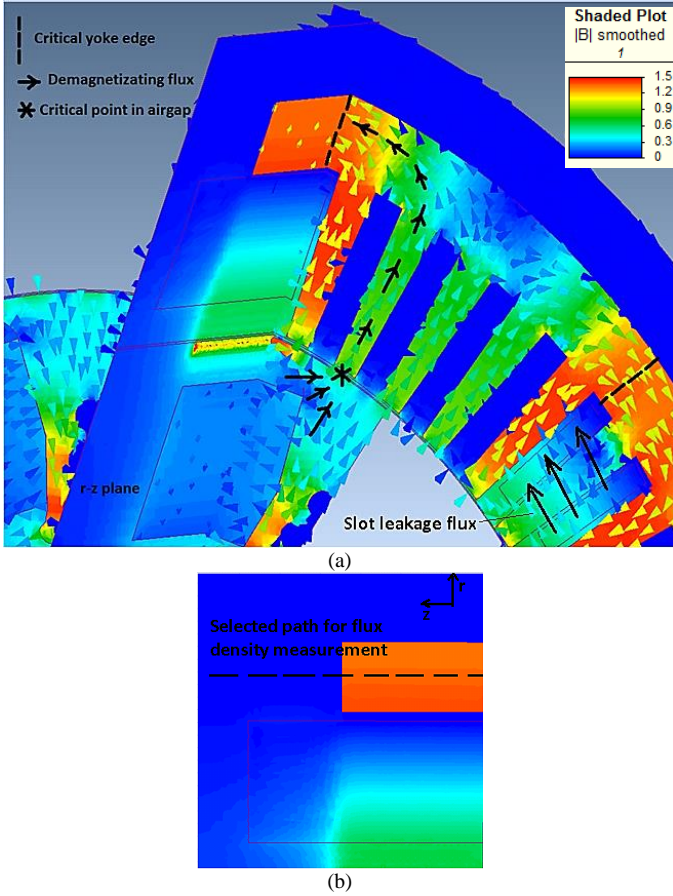 Critical yoke edge
Demagnetizating flux
Critical point in airgap
Shaded Plot
|B| smoothed
1
1.5
1.2
0.9
0.6
0.3
0
r-z plane
Slot leakage flux
(a)
r
z
Selected path for flux
density measurement
(b)